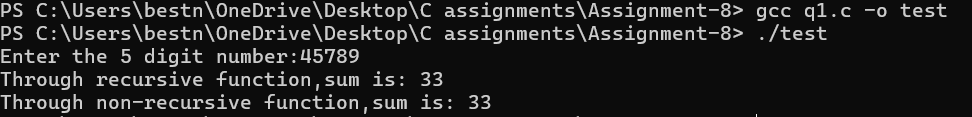 PS C:\Users\bestn\OneDrive\Desktop\C assignments\Assignment-8> gcc q1.c -o test
PS C:\Users\bestn\OneDrive\Desktop\C assignments\Assignment-8> ./test
Enter the 5 digit number:45789
Through recursive function,sum is: 33
Through non-recursive function,sum is: 33